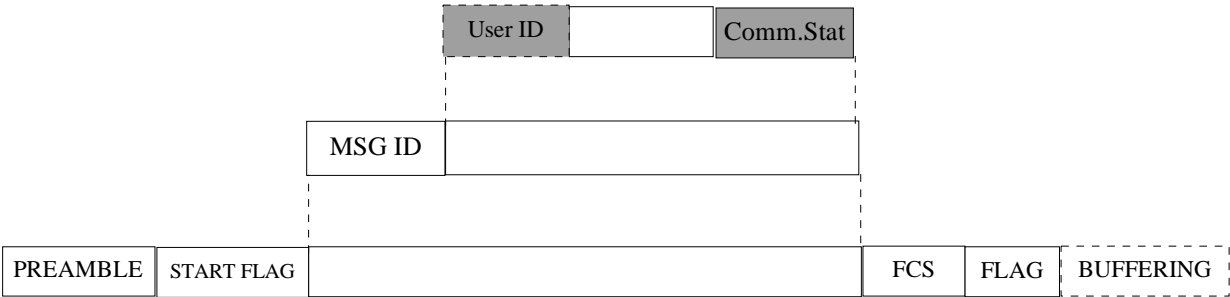 User ID
Comm.Stat
MSG ID
PREAMBLE
START FLAG
FCS
FLAG
BUFFERING